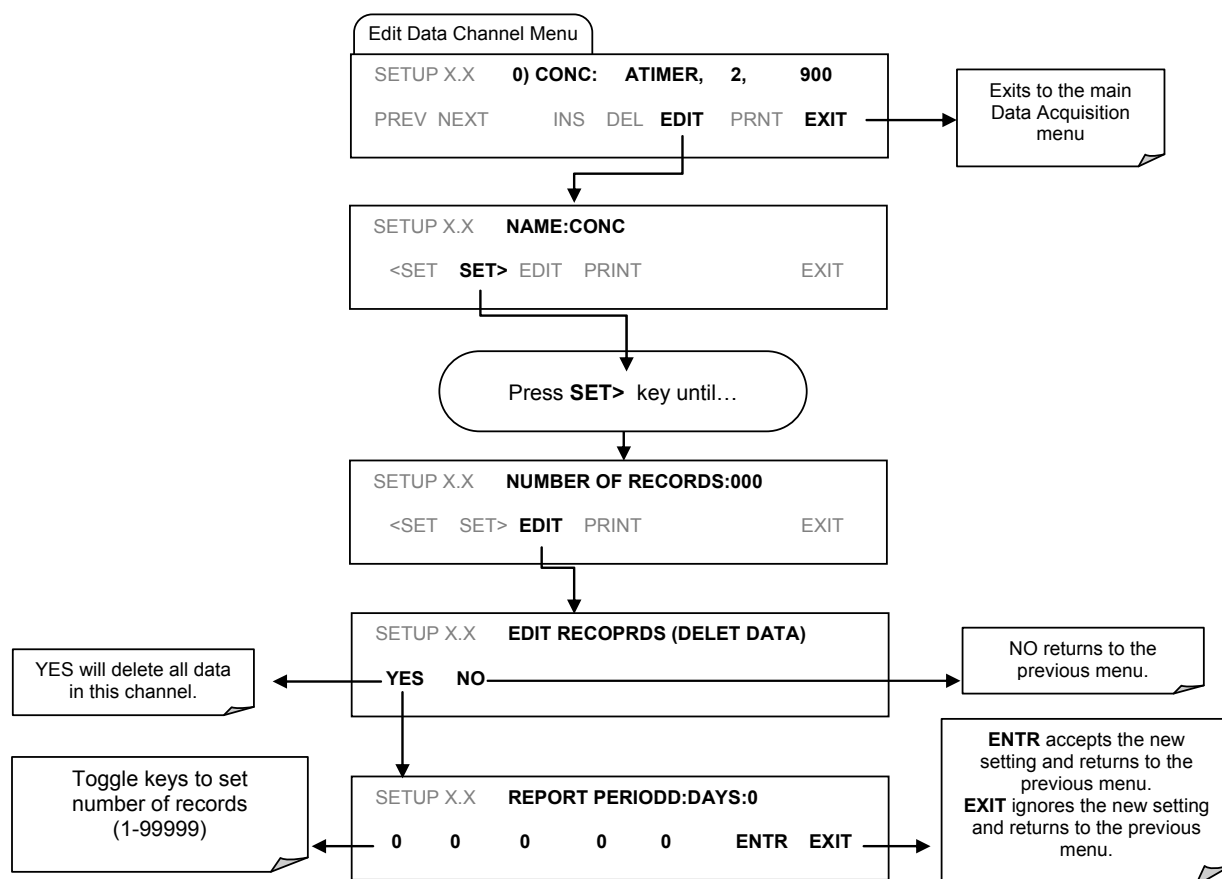 Edit Data Channel Menu
SETUP X.X 0) CONC: ATIMER, 2, 900
PREV NEXT INS DEL EDIT PRNT EXIT
Exits to the main
Data Acquisition
menu
SETUP X.X NAME:CONC
<SET SET> EDIT PRINT EXIT
Press SET> key until…
SETUP X.X NUMBER OF RECORDS:000
<SET SET> EDIT PRINT EXIT
SETUP X.X EDIT RECOPRDS (DELET DATA)
YES NO
YES will delete all data
in this channel.
NO returns to the
previous menu.
Toggle keys to set
number of records
(1-99999)
SETUP X.X REPORT PERIODD:DAYS:0
0 0 0 0 0 ENTR EXIT
ENTR accepts the new
setting and returns to the
previous menu.
EXIT ignores the new setting
and returns to the previous
menu.